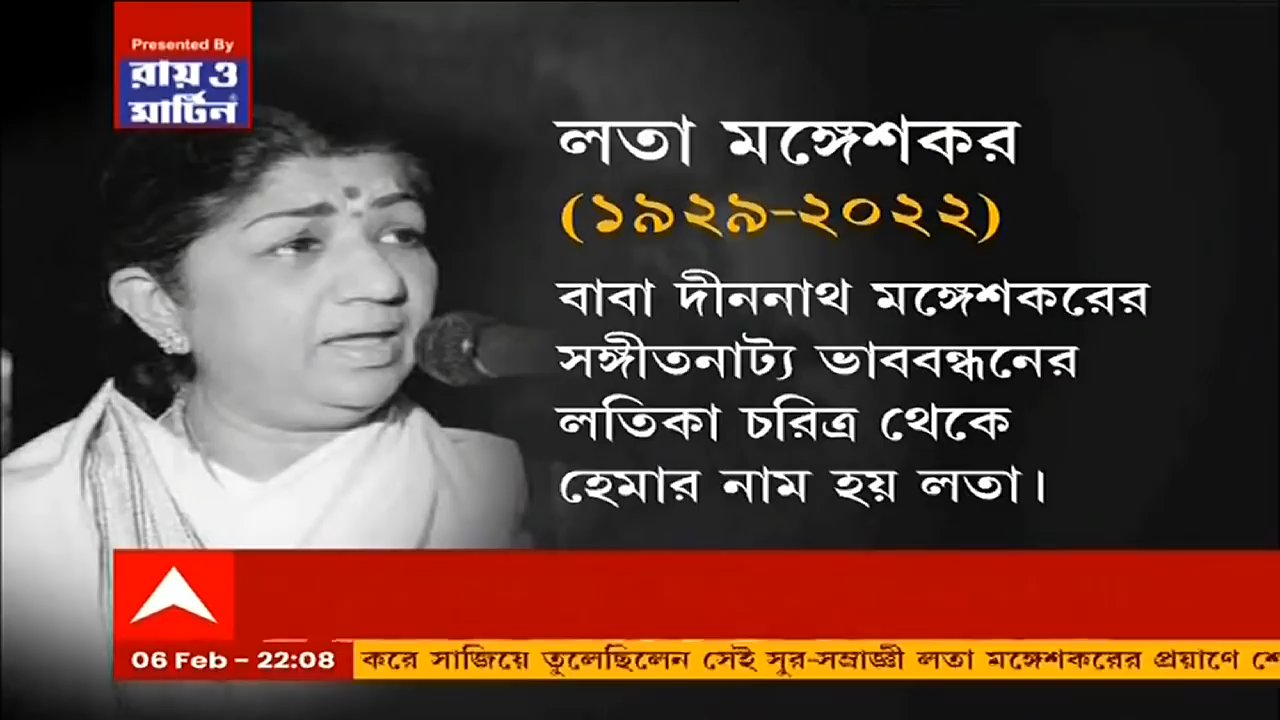 Presented By
রায় ও
মার্টিন
লতা মঙ্গেশকর
(১৯২৯-২০২২)
বাবা দীননাথ মঙ্গেশকরের
সঙ্গীতনাট্য ভাববন্ধনের
লতিকা চরিত্র থেকে
হেমার নাম হয় লতা।
06 Feb - 22:08
করে সাজিয়ে তুলেছিলেন সেই সুর-সম্রাজ্ঞী লতা মঙ্গেশকরের প্রয়াণে